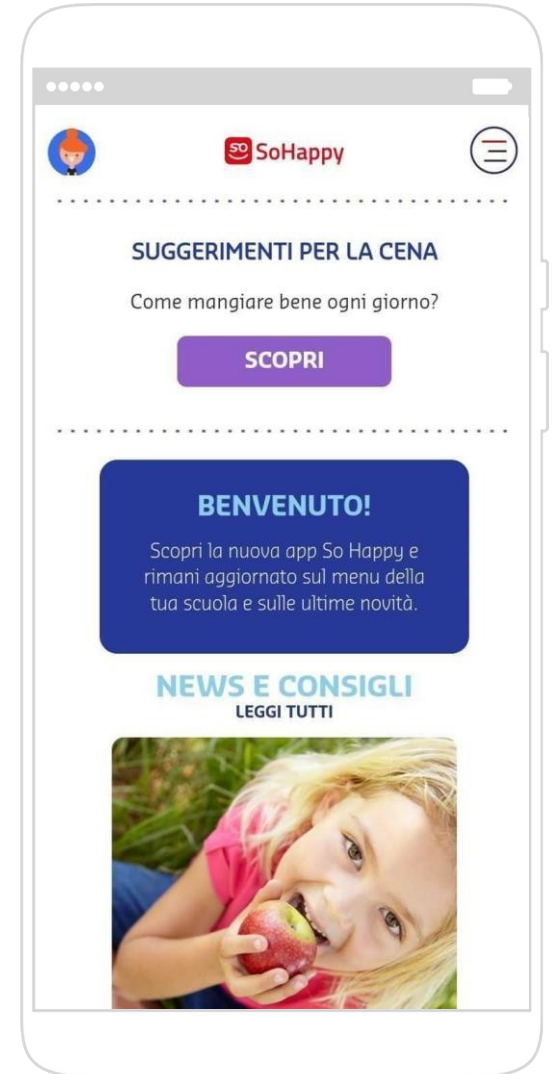 so SoHappy
SUGGERIMENTI PER LA CENA
Come mangiare bene ogni giorno?
SCOPRI
BENVENUTO!
Scopri la nuova app So Happy e
rimani aggiornato sul menu della
tua scuola e sulle ultime novità.
NEWS E CONSIGLI
LEGGI TUTTI